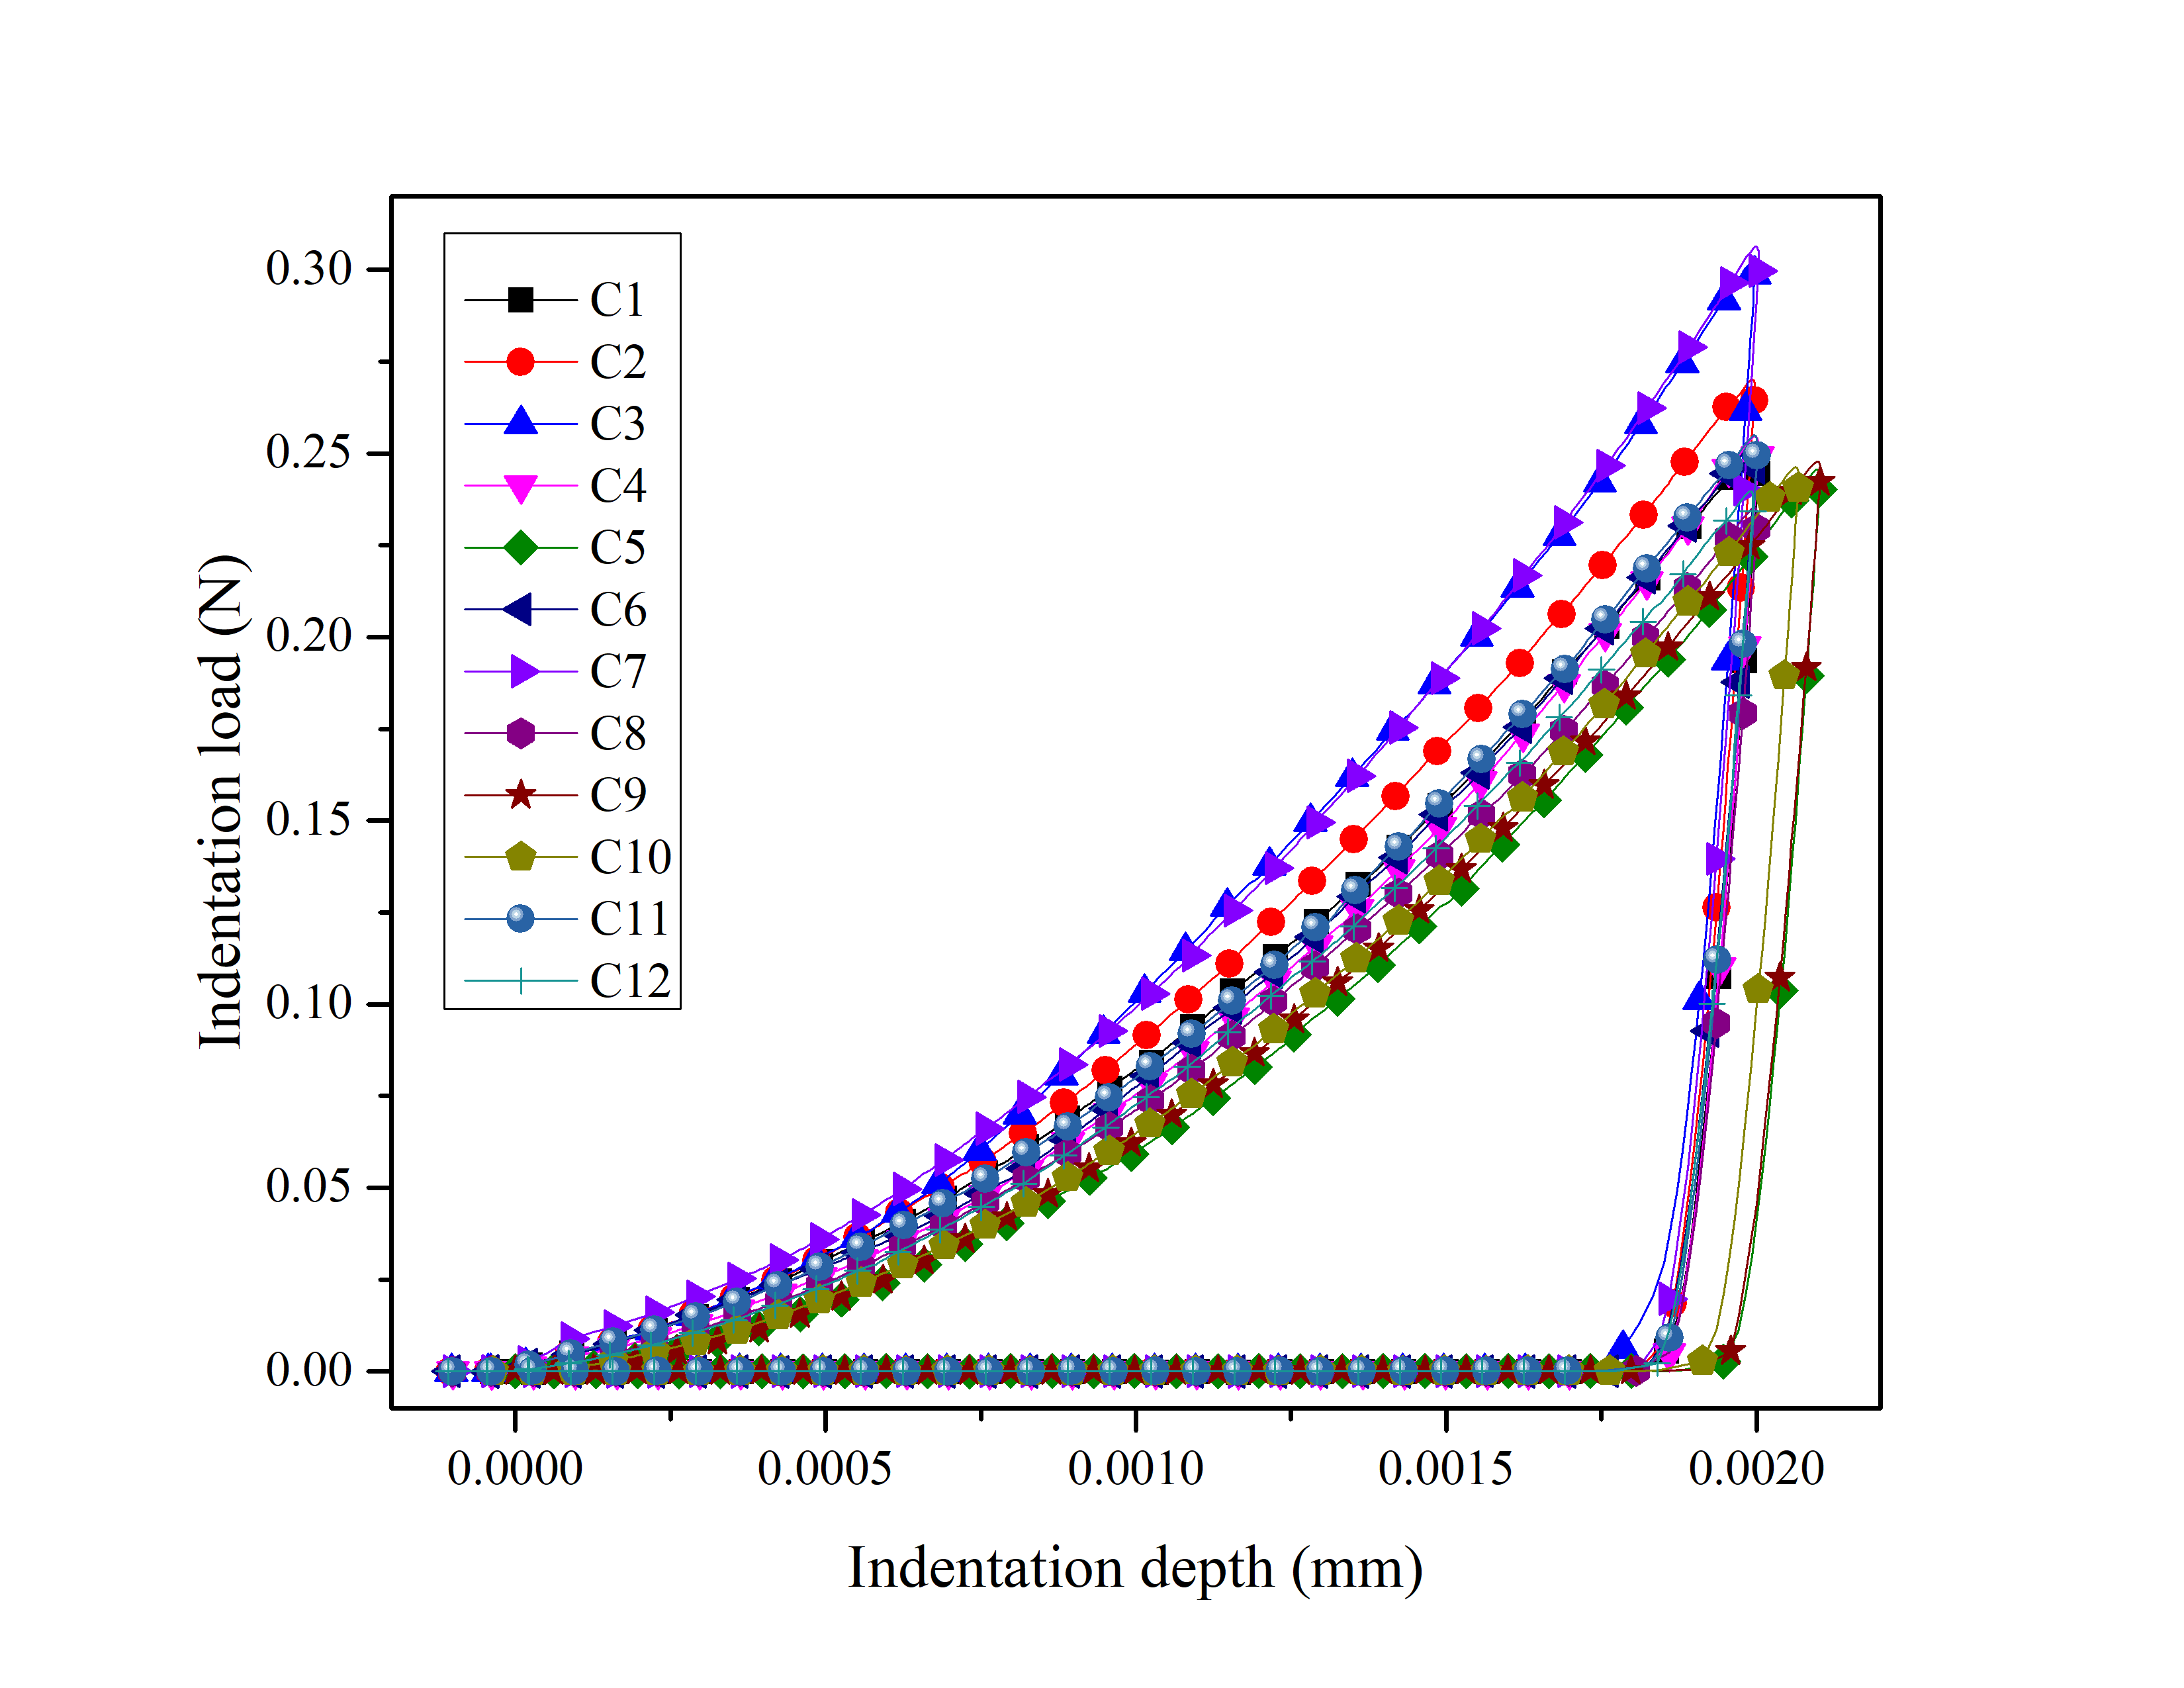 0.30
0.25
0.20
0.15
0.10
0.05
0.00
Indentation load (N)
C1
C2
C3
C4
C5
C6
C7
C8
C9
C10
C11
C12
0.0000 0.0005 0.0010 0.0015 0.0020
Indentation depth (mm)